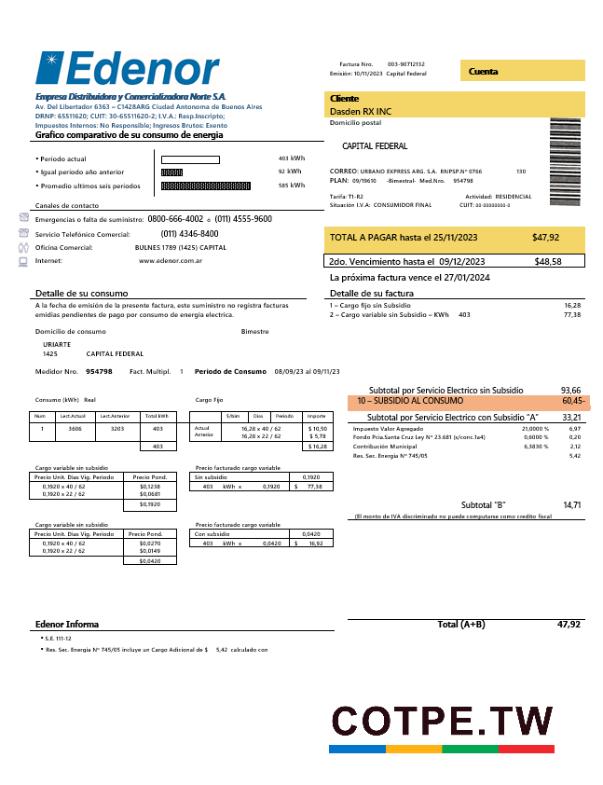 Edenor
Empresa Distribuidora y Comercializadora Norte S.A.
Av. Del Libertador 6363 – C1428ARG Ciudad Antonoma de Buenos Aires
DRNP: 65511620; CUIT: 30-65511620-2; I.V.A.: Resp.Inscripto;
Impuestos Internos: No Responsible; Ingresos Brutos: Exento
Grafico comparativo de su consumo de energia
Factura Nro. 003-90712152
Emisión: 10/11/2023 Capital Federal
Cuenta
Cliente
Dasden RX INC
Domicilio postal
CAPITAL FEDERAL
CORREO: URBANO EXPRESS ARG. S.A. RNPSP.Nº 0766 130
PLAN: 09/19610 -Bimestral- Med.Nro. 954798
Tarifa: T1-R2 Actividad: RESIDENCIAL
Situación I.V.A: CONSUMIDOR FINAL CUIT: 00-00000000-0
• Período actual 403 kWh
• Igual período año anterior 92 kWh
• Promedio ultimos seis períodos 585 kWh
Canales de contacto
Emergencias o falta de suministro: 0800-666-4002 o (011) 4555-9600
Servicio Telefónico Comercial: (011) 4346-8400
Oficina Comercial: BULNES 1789 (1425) CAPITAL
Internet: www.edenor.com.ar
TOTAL A PAGAR hasta el 25/11/2023 $47,92
2do. Vencimiento hasta el 09/12/2023 $48,58
La próxima factura vence el 27/01/2024
Detalle de su consumo
A la fecha de emisión de la presente factura, este suministro no registra facturas
emidias pendientes de pago por consumo de energía electrica.
Domicilio de consumo Bimestre
URIARTE
1425 CAPITAL FEDERAL
Medidor Nro. 954798 Fact. Multipl. 1 Periodo de Consumo 08/09/23 al 09/11/23
Detalle de su factura
1 – Cargo fijo sin Subsidio 16,28
2 – Cargo variable sin Subsidio – KWh 403 77,38
Subtotal por Servicio Electrico sin Subsidio 93,66
10 – SUBSIDIO AL CONSUMO 60,45-
Subtotal por Servicio Electrico con Subsidio "A" 33,21
Impuesto Valor Agregado 21,0000 % 6,97
Fondo Pcia.Santa Cruz Ley Nº 23.681 (s/conc.1a4) 0,6000 % 0,20
Contribución Municipal 6,3830 % 2,12
Res. Sec. Energía Nº 745/05 5,42
Subtotal "B" 14,71
(El monto de IVA discriminado no puede computarse como credito fiscal
Consumo (kWh) Real
Num Lect.Actual Lect.Anterior Total kWh
1 3606 3203 403
403
Cargo Fijo
$/bim Días Período Importe
Actual 16,28 x 40 / 62 $ 10,50
Anterior 16,28 x 22 / 62 $ 5,78
$ 16,28
Cargo variable sin subsidio
Precio Unit. Dias Vig. Periodo Precio Pond.
0,1920 x 40 / 62 $0,1238
0,1920 x 22 / 62 $0,0681
$0,1920
Precio facturado cargo variable
Sin subsidio 0,1920
403 kWh x 0,1920 $ 77,38
Cargo variable sin subsidio
Precio Unit. Dias Vig. Periodo Precio Pond.
0,1920 x 40 / 62 $0,0270
0,1920 x 22 / 62 $0,0149
$0,0420
Precio facturado cargo variable
Con subsidio 0,0420
403 kWh x 0,0420 $ 16,92
Edenor Informa
• S.E. 111-12
• Res. Sec. Energía Nº 745/05 incluye un Cargo Adicional de $ 5,42 calculado con
Total (A+B) 47,92
COTPE.TW